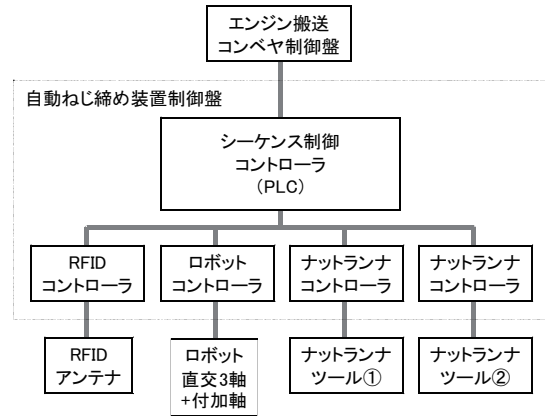 エンジン搬送
コンベヤ制御盤
自動ねじ締め装置制御盤
シーケンス制御
コントローラ
（PLC）
RFID
コントローラ
ロボット
コントローラ
ナットランナ
コントローラ
ナットランナ
コントローラ
RFID
アンテナ
ロボット
直交3軸
+付加軸
ナットランナ
ツール①
ナットランナ
ツール②